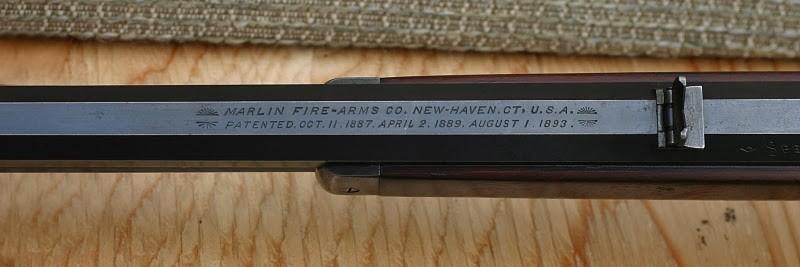 MARLIN FIRE-ARMS CO. NEW-HAVEN.CT, U.S.A.
PATENTED.OCT.11.1887.APRIL 2.1889.AUGUST 1.1893.